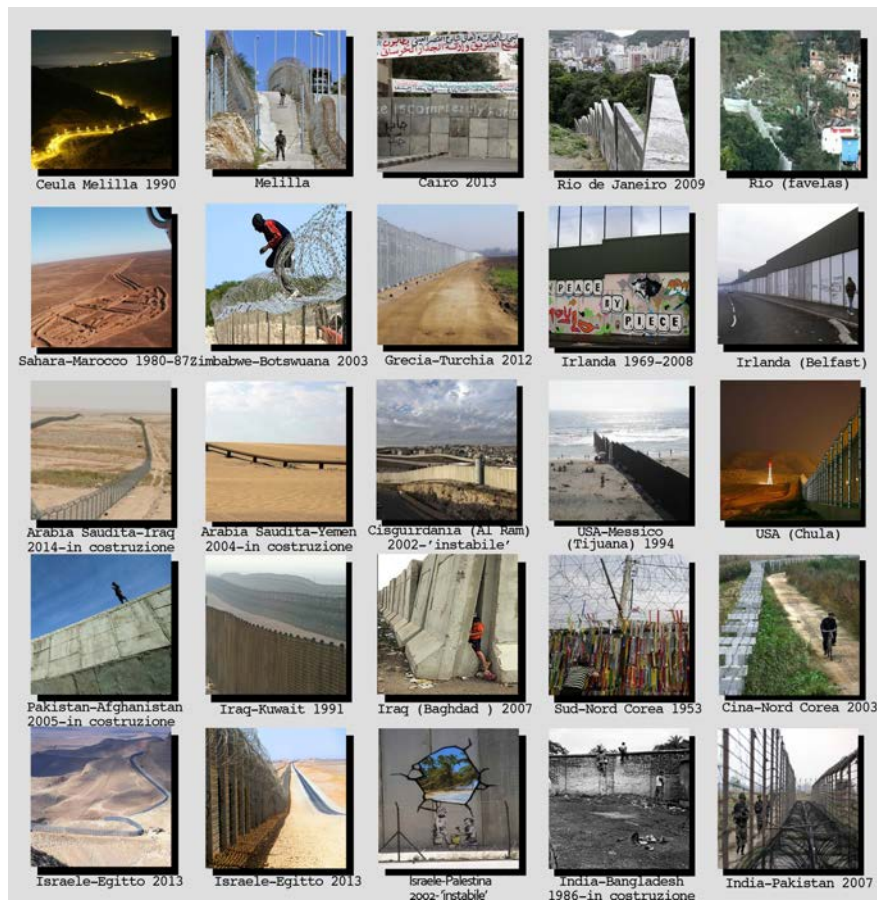 Ceula Melilla 1990
Melilla
Cairo 2013
Rio de Janeiro 2009
Rio (favelas)
PEACE
BY
PIECE
Sahara-Marocco 1980-87
Zimbabwe-Botswuana 2003
Grecia-Turchia 2012
Irlanda 1969-2008
Irlanda (Belfast)
Arabia Saudita-Iraq
2014-in costruzione
Arabia Saudita-Yemen
2004-in costruzione
Cisguirdania (Al Ram)
2002-'instabile'
USA-Messico
(Tijuana) 1994
USA (Chula)
Pakistan-Afghanistan
2005-in costruzione
Iraq-Kuwait 1991
Iraq (Baghdad ) 2007
Sud-Nord Corea 1953
Cina-Nord Corea 2003
Israele-Egitto 2013
Israele-Egitto 2013
Israele-Palestina
2002-'instabile'
India-Bangladesh
1986-in costruzione
India-Pakistan 2007